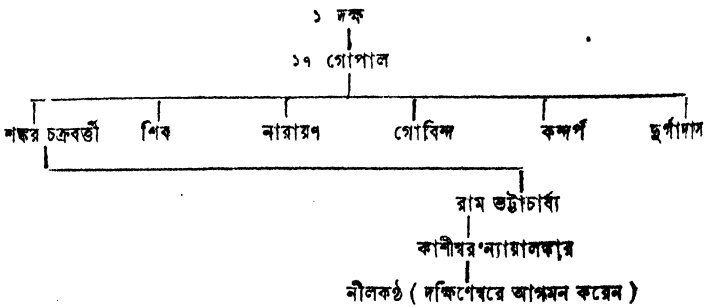 ১ দক্ষ
১৭ গোপাল
শঙ্কর চক্রবর্ত্তী শিব নারায়ণ গোবিন্দ কন্দর্প দুর্গাদাস
রাম ভট্টাচার্য্য
কাশীশ্বর ন্যায়ালঙ্কার
নীলকণ্ঠ ( দক্ষিণেশ্বরে আগমন করেন )